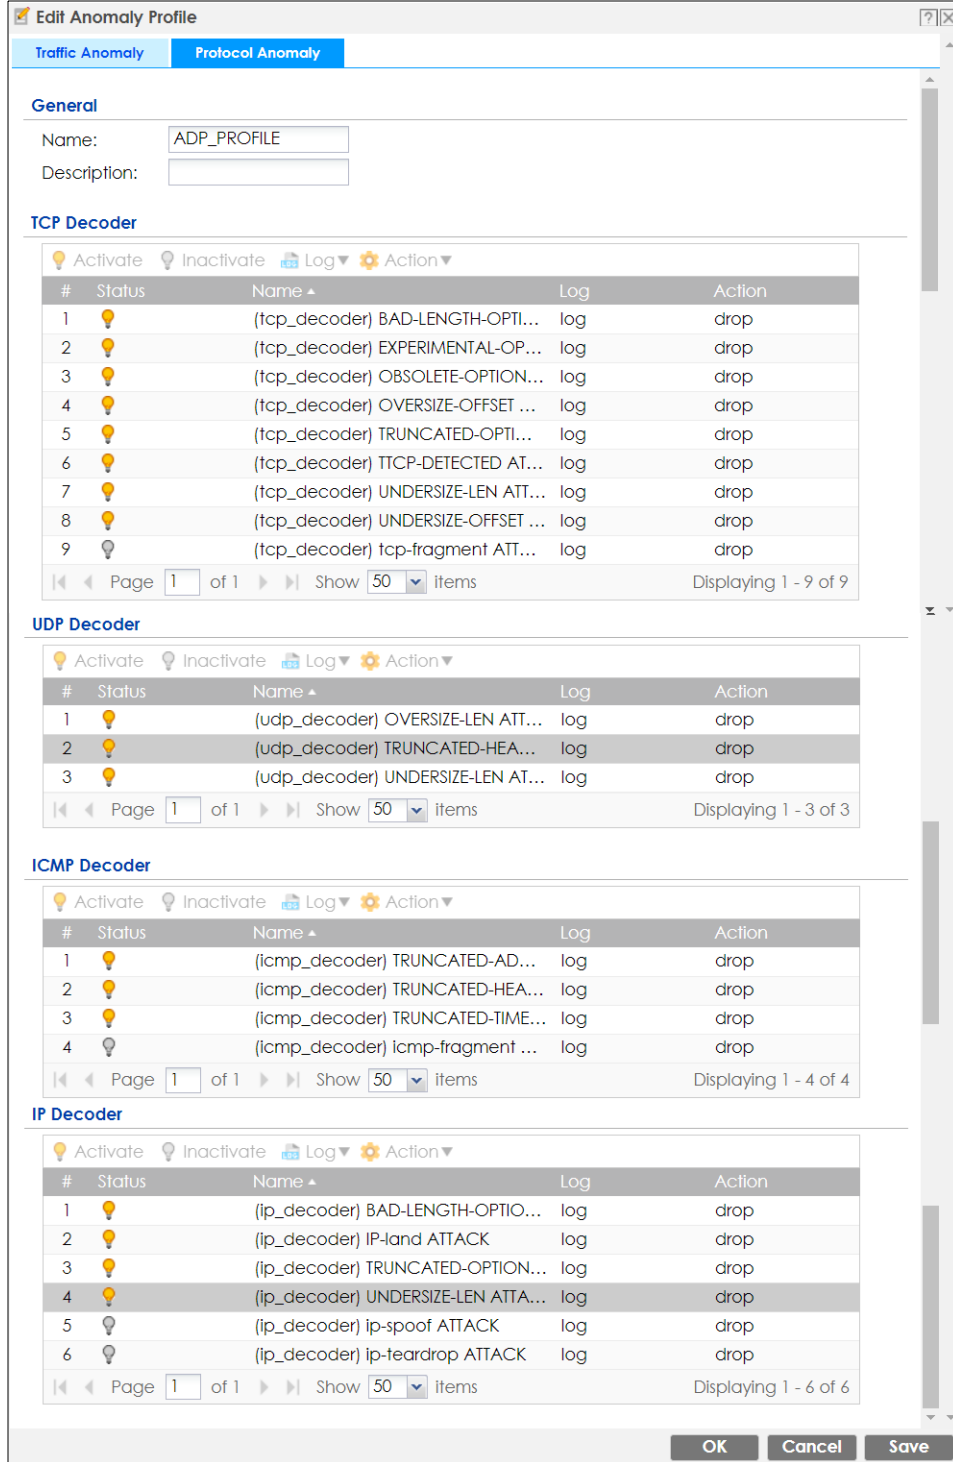 Edit Anomaly Profile
Traffic Anomaly Protocol Anomaly
General
Name: ADP_PROFILE
Description:
TCP Decoder
Activate Inactivate Log Action
# Status Name Log Action
1 (tcp_decoder) BAD-LENGTH-OPTI... log drop
2 (tcp_decoder) EXPERIMENTAL-OP... log drop
3 (tcp_decoder) OBSOLETE-OPTION... log drop
4 (tcp_decoder) OVERSIZE-OFFSET ... log drop
5 (tcp_decoder) TRUNCATED-OPTI... log drop
6 (tcp_decoder) TTCP-DETECTED AT... log drop
7 (tcp_decoder) UNDERSIZE-LEN ATT... log drop
8 (tcp_decoder) UNDERSIZE-OFFSET ... log drop
9 (tcp_decoder) tcp-fragment ATT... log drop
Page 1 of 1 Show 50 items Displaying 1 - 9 of 9
UDP Decoder
Activate Inactivate Log Action
# Status Name Log Action
1 (udp_decoder) OVERSIZE-LEN ATT... log drop
2 (udp_decoder) TRUNCATED-HEA... log drop
3 (udp_decoder) UNDERSIZE-LEN AT... log drop
Page 1 of 1 Show 50 items Displaying 1 - 3 of 3
ICMP Decoder
Activate Inactivate Log Action
# Status Name Log Action
1 (icmp_decoder) TRUNCATED-AD... log drop
2 (icmp_decoder) TRUNCATED-HEA... log drop
3 (icmp_decoder) TRUNCATED-TIME... log drop
4 (icmp_decoder) icmp-fragment ... log drop
Page 1 of 1 Show 50 items Displaying 1 - 4 of 4
IP Decoder
Activate Inactivate Log Action
# Status Name Log Action
1 (ip_decoder) BAD-LENGTH-OPTIO... log drop
2 (ip_decoder) IP-land ATTACK log drop
3 (ip_decoder) TRUNCATED-OPTION... log drop
4 (ip_decoder) UNDERSIZE-LEN ATTA... log drop
5 (ip_decoder) ip-spoof ATTACK log drop
6 (ip_decoder) ip-teardrop ATTACK log drop
Page 1 of 1 Show 50 items Displaying 1 - 6 of 6
OK Cancel Save